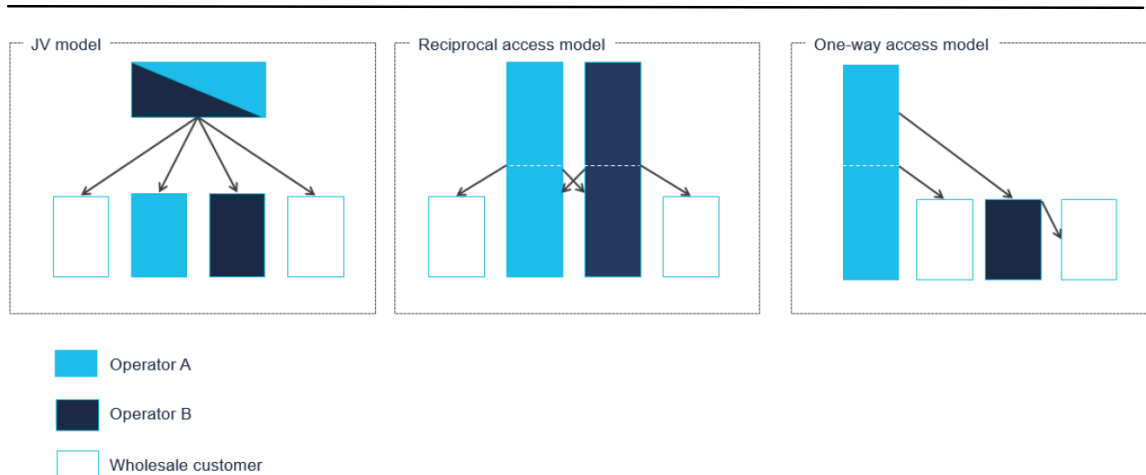 JV model
Reciprocal access model
One-way access model
Operator A
Operator B
Wholesale customer